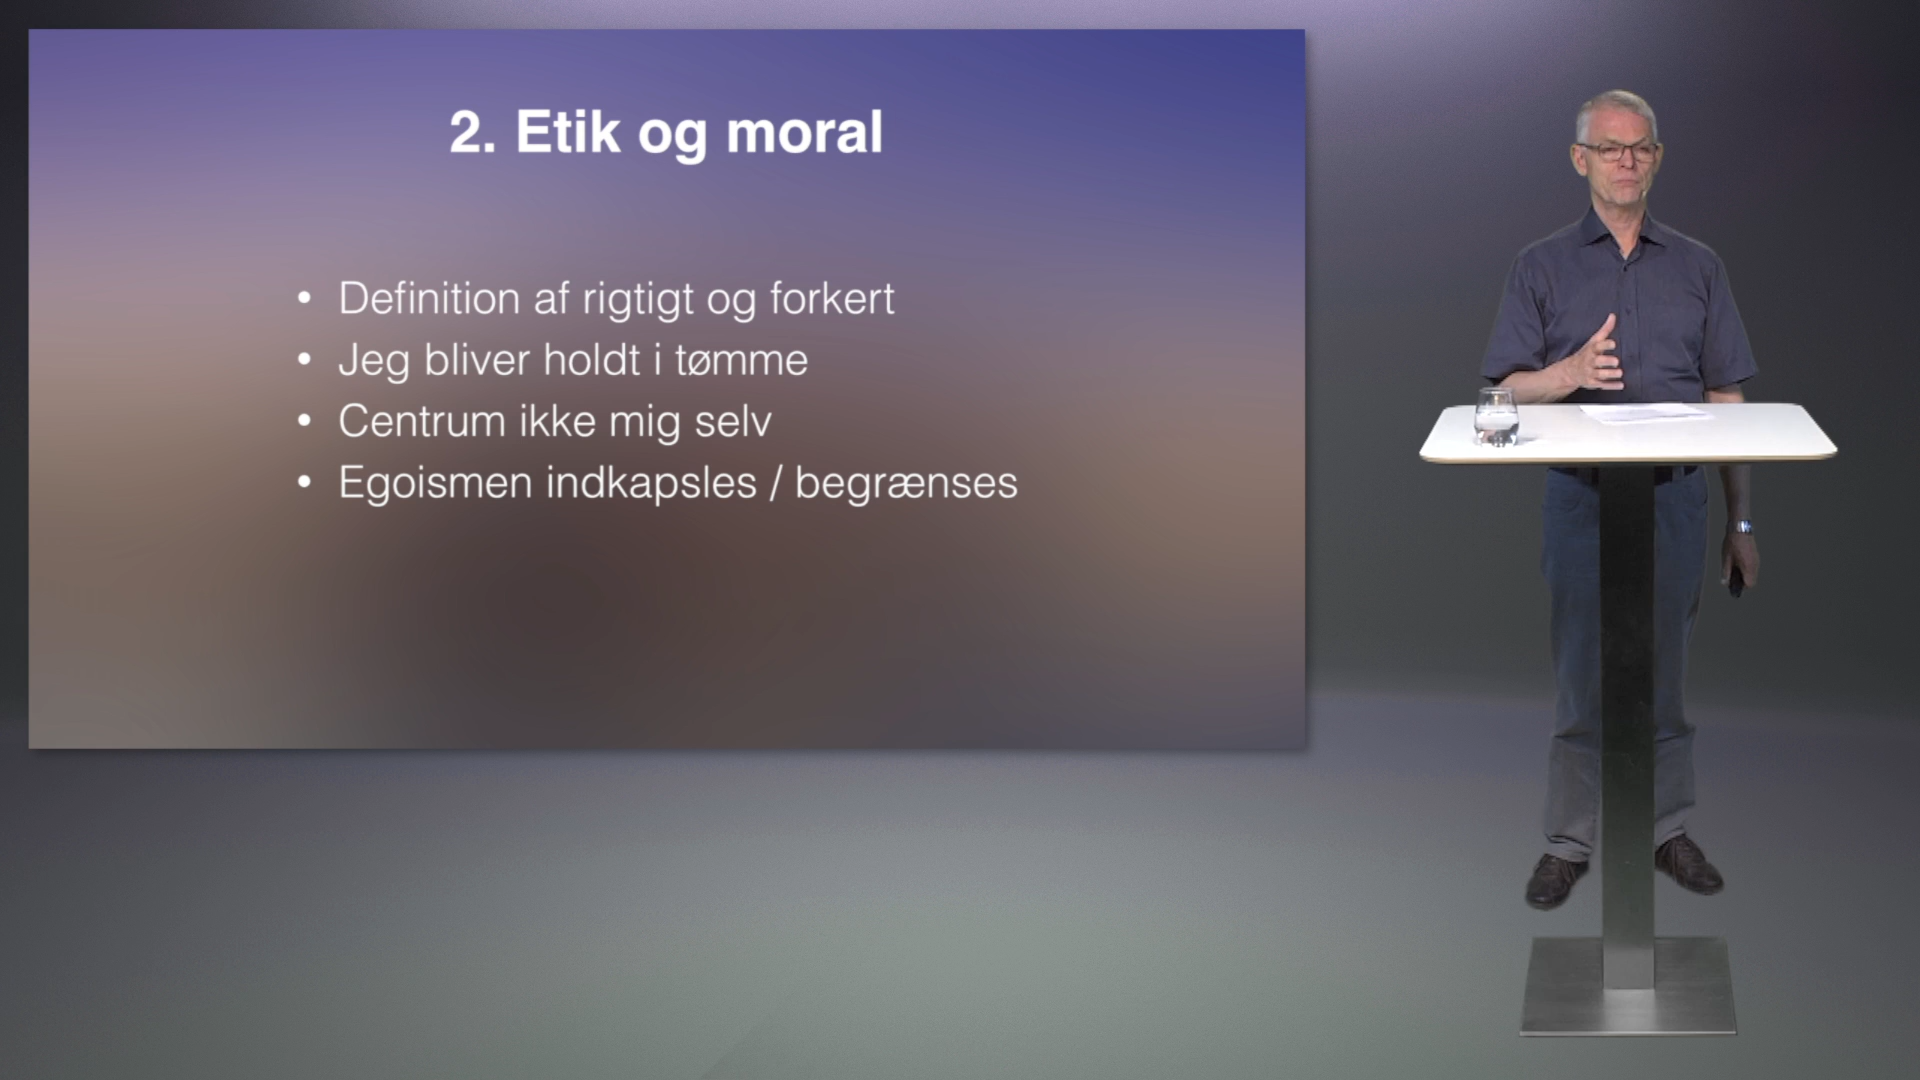 2. Etik og moral
• Definition af rigtigt og forkert
• Jeg bliver holdt i tømme
• Centrum ikke mig selv
• Egoismen indkapsles / begrænses